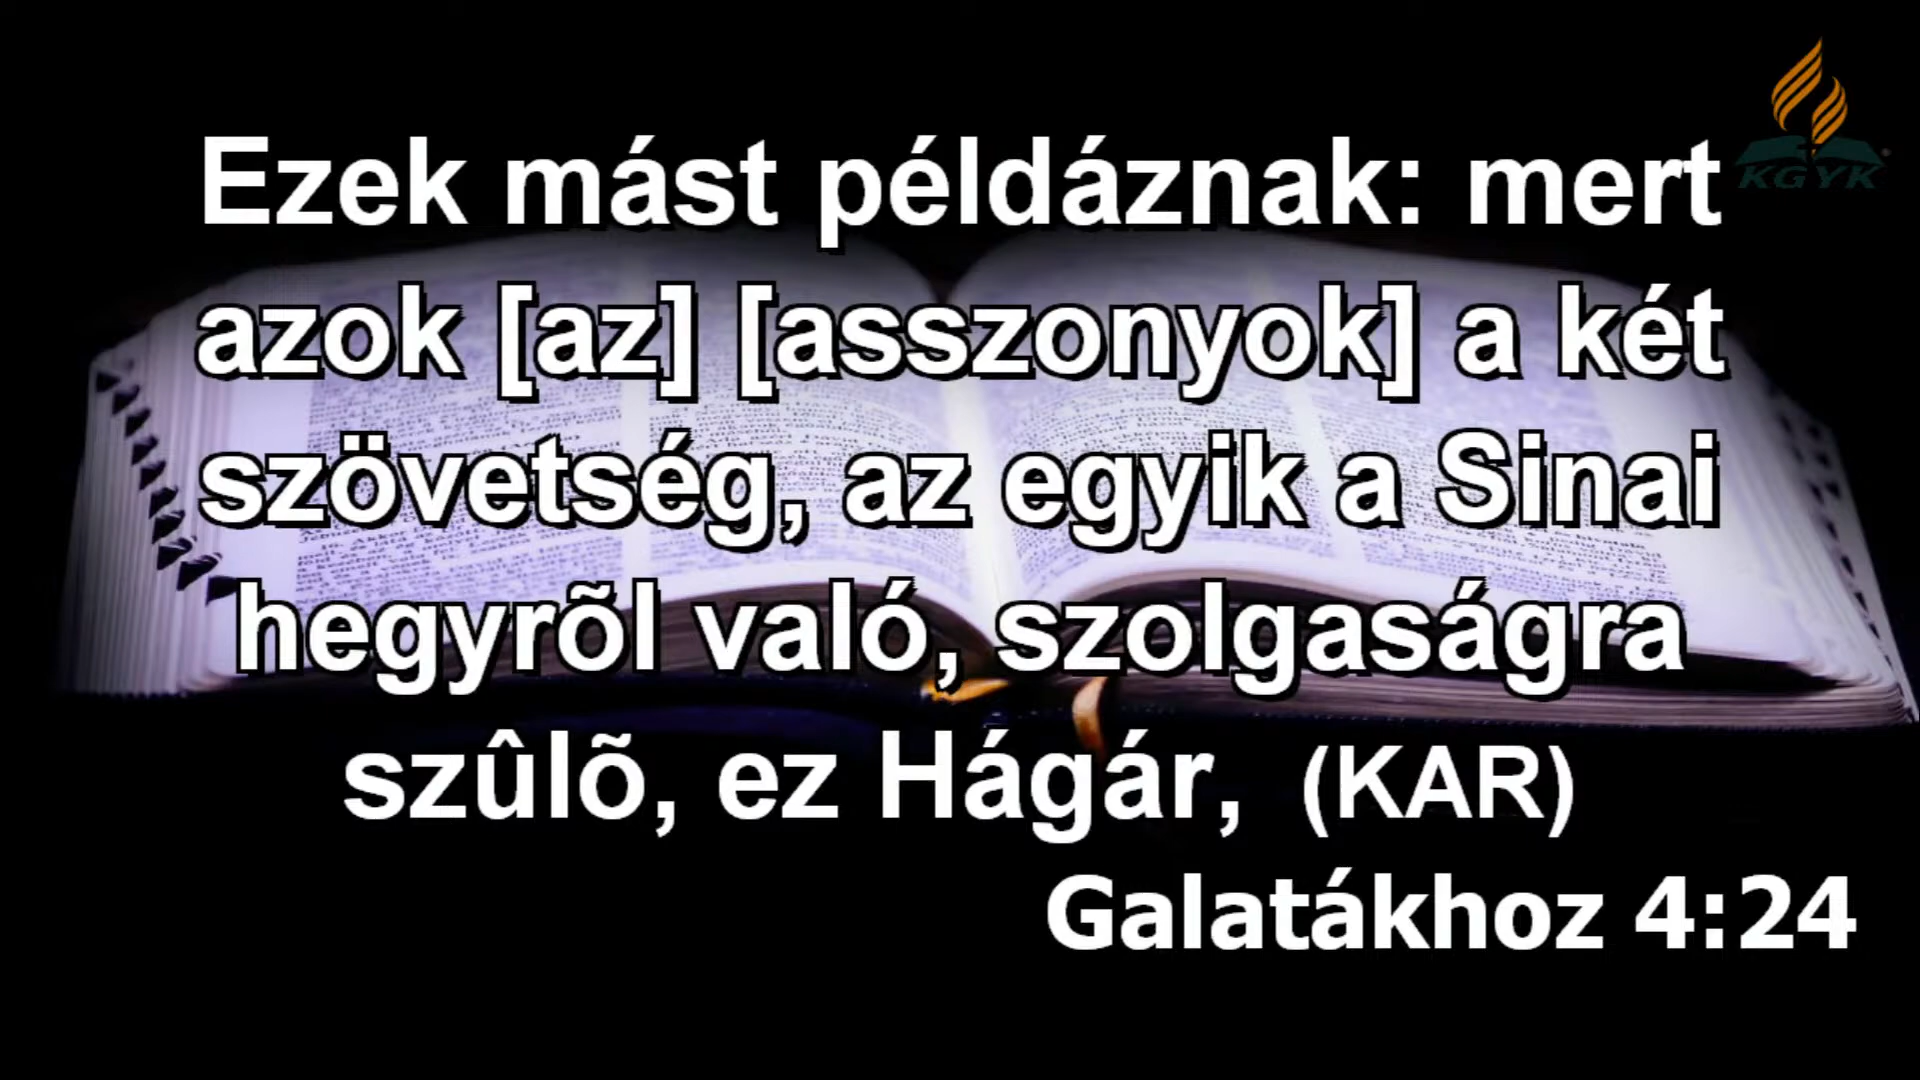 KGYK
Ezek mást példáznak: mert
azok [az] [asszonyok] a két
szövetség, az egyik a Sinai
hegyrõl való, szolgaságra
szûlõ, ez Hágár, (KAR)
Galatákhoz 4:24